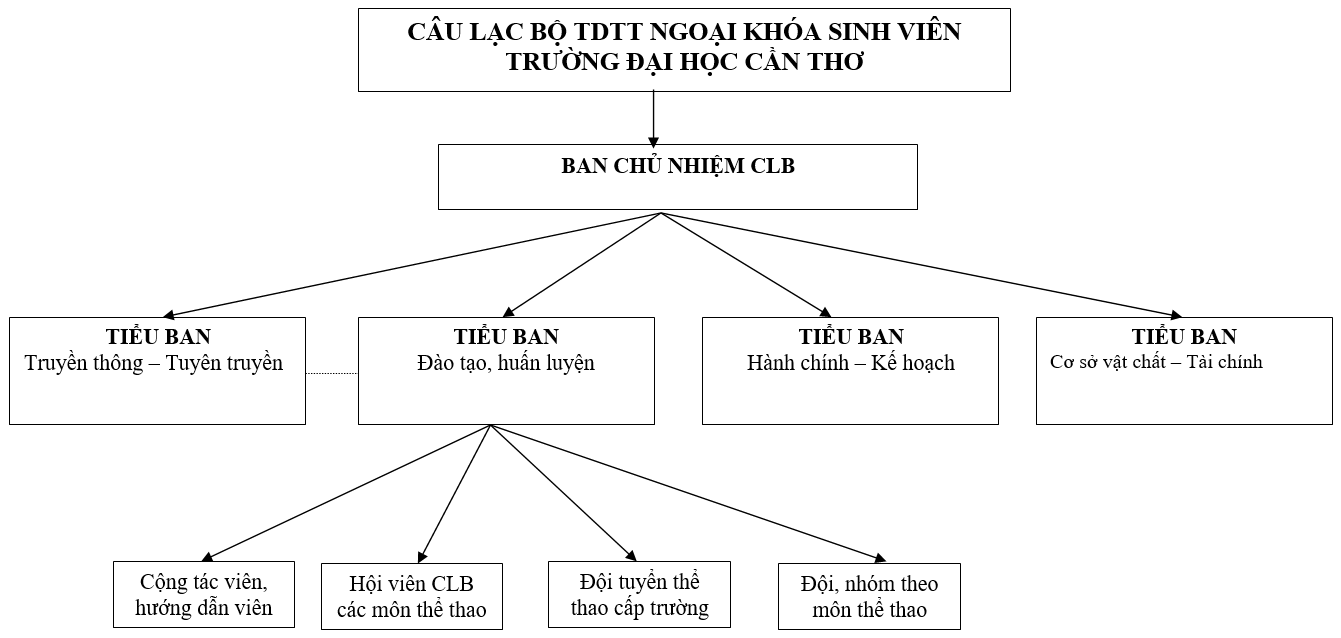 CÂU LẠC BỘ TDTT NGOẠI KHÓA SINH VIÊN
TRƯỜNG ĐẠI HỌC CẦN THƠ
BAN CHỦ NHIỆM CLB
TIỂU BAN
Truyền thông – Tuyên truyền
TIỂU BAN
Đào tạo, huấn luyện
TIỂU BAN
Hành chính – Kế hoạch
TIỂU BAN
Cơ sở vật chất – Tài chính
Cộng tác viên,
hướng dẫn viên
Hội viên CLB
các môn thể thao
Đội tuyển thể
thao cấp trường
Đội, nhóm theo
môn thể thao